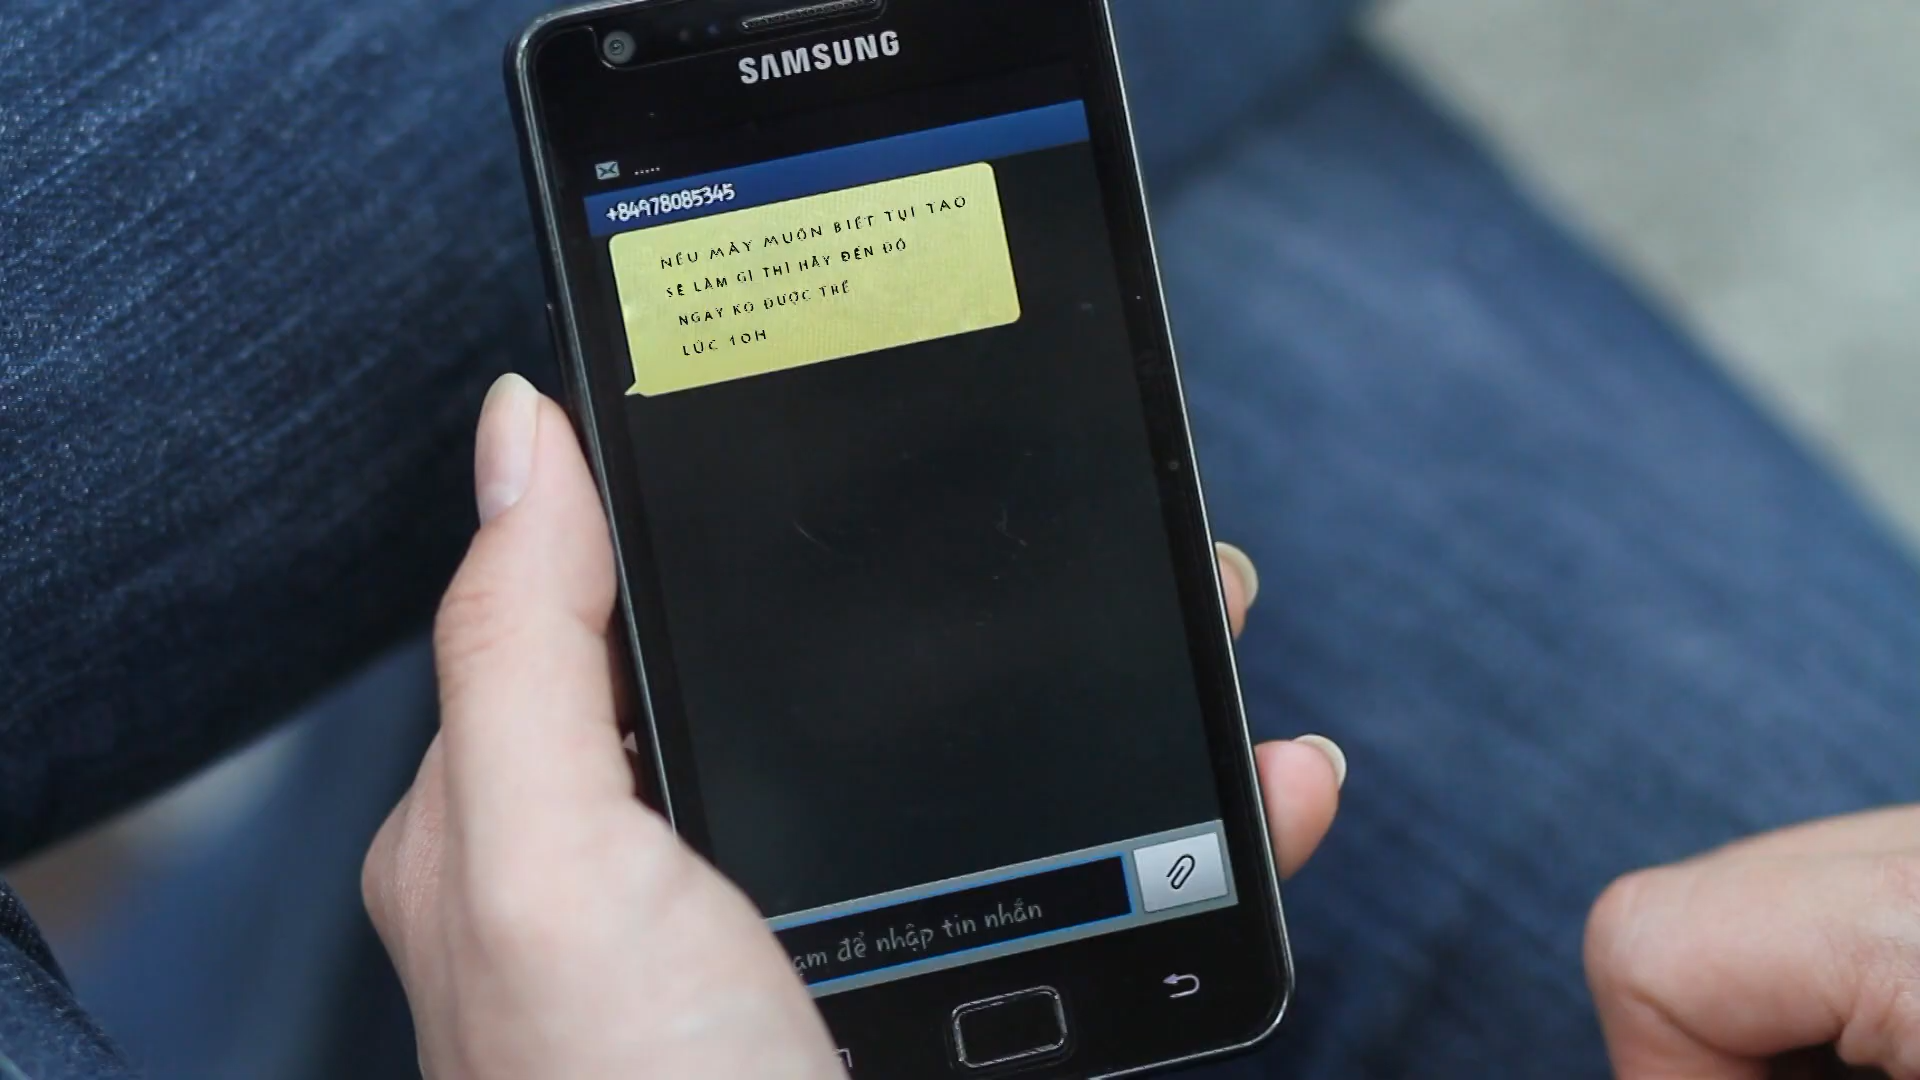 SAMSUNG
.....
+84978085345
NẾU MÀY MUỐN BIẾT TỤI TAO
SẼ LÀM GÌ THÌ HÃY ĐẾN ĐÓ
NGAY KO ĐƯỢC TRỄ
LÚC 10H
ạm để nhập tin nhắn